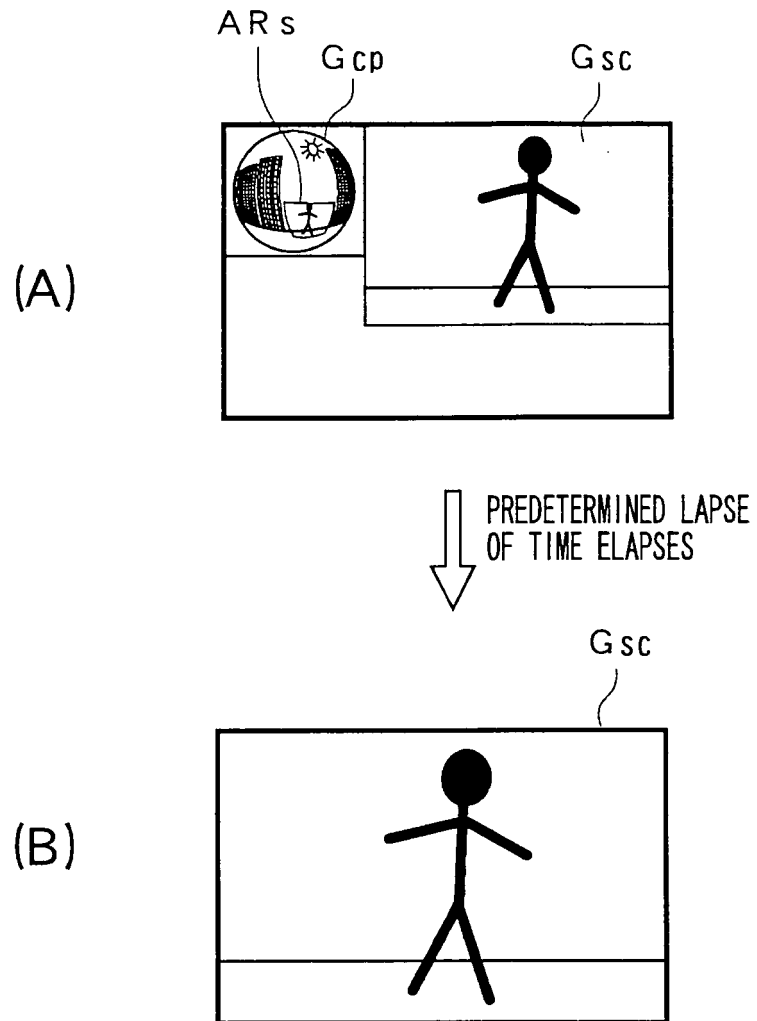 ARs
Gcp
Gsc
(A)
PREDETERMINED LAPSE
OF TIME ELAPSES
Gsc
(B)